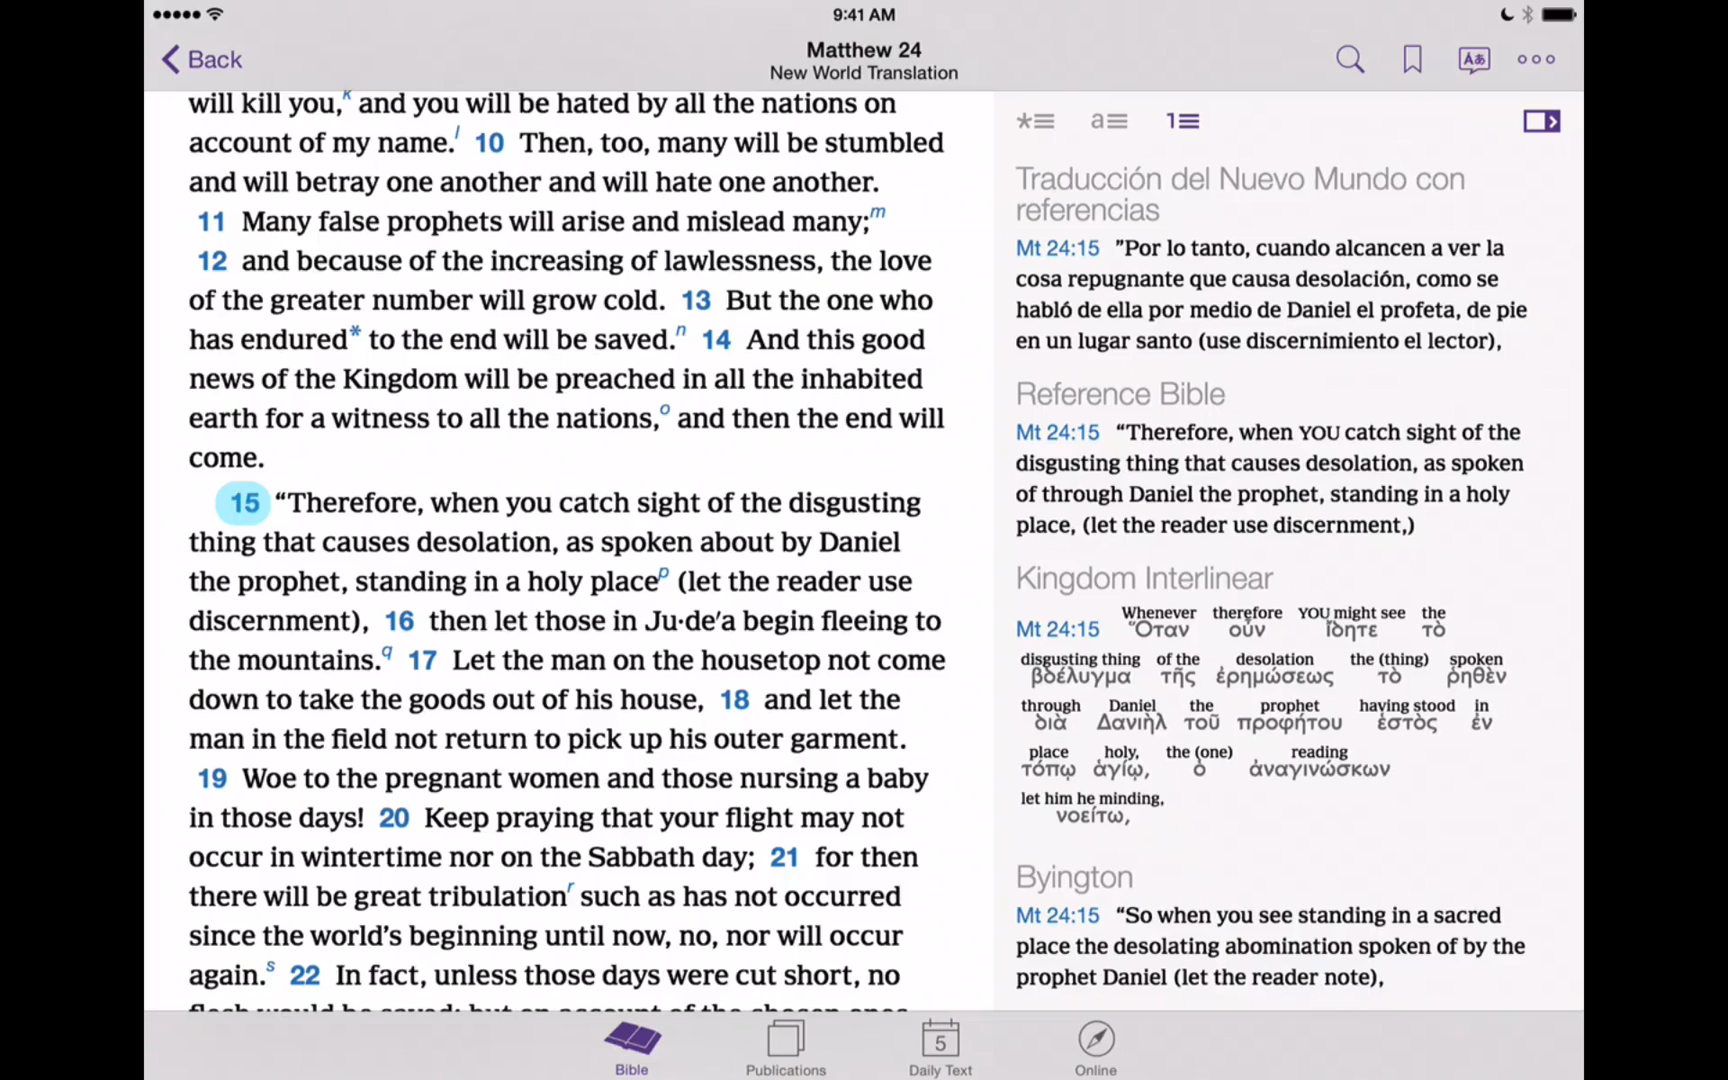 9:41 AM
Back
Matthew 24
New World Translation
will kill you,k and you will be hated by all the nations on
account of my name.l 10 Then, too, many will be stumbled
and will betray one another and will hate one another.
11 Many false prophets will arise and mislead many;m
12 and because of the increasing of lawlessness, the love
of the greater number will grow cold. 13 But the one who
has endured* to the end will be saved.n 14 And this good
news of the Kingdom will be preached in all the inhabited
earth for a witness to all the nations,o and then the end will
come.
15 “Therefore, when you catch sight of the disgusting
thing that causes desolation, as spoken about by Daniel
the prophet, standing in a holy placep (let the reader use
discernment), 16 then let those in Ju·deʹa begin fleeing to
the mountains.q 17 Let the man on the housetop not come
down to take the goods out of his house, 18 and let the
man in the field not return to pick up his outer garment.
19 Woe to the pregnant women and those nursing a baby
in those days! 20 Keep praying that your flight may not
occur in wintertime nor on the Sabbath day; 21 for then
there will be great tribulationr such as has not occurred
since the world’s beginning until now, no, nor will occur
again.s 22 In fact, unless those days were cut short, no
Traducción del Nuevo Mundo con
referencias
Mt 24:15 ”Por lo tanto, cuando alcancen a ver la
cosa repugnante que causa desolación, como se
habló de ella por medio de Daniel el profeta, de pie
en un lugar santo (use discernimiento el lector),
Reference Bible
Mt 24:15 “Therefore, when YOU catch sight of the
disgusting thing that causes desolation, as spoken
of through Daniel the prophet, standing in a holy
place, (let the reader use discernment,)
Kingdom Interlinear
Whenever therefore YOU might see the
Mt 24:15 Ὅταν οὖν ἴδητε τὸ
disgusting thing of the desolation the (thing) spoken
βδέλυγμα τῆς ἐρημώσεως τὸ ῥηθὲν
through Daniel the prophet having stood in
διὰ Δανιὴλ τοῦ προφήτου ἑστὸς ἐν
place holy, the (one) reading
τόπῳ ἁγίῳ, ὁ ἀναγινώσκων
let him he minding,
νοείτω,
Byington
Mt 24:15 “So when you see standing in a sacred
place the desolating abomination spoken of by the
prophet Daniel (let the reader note),
Bible
Publications
5
Daily Text
Online